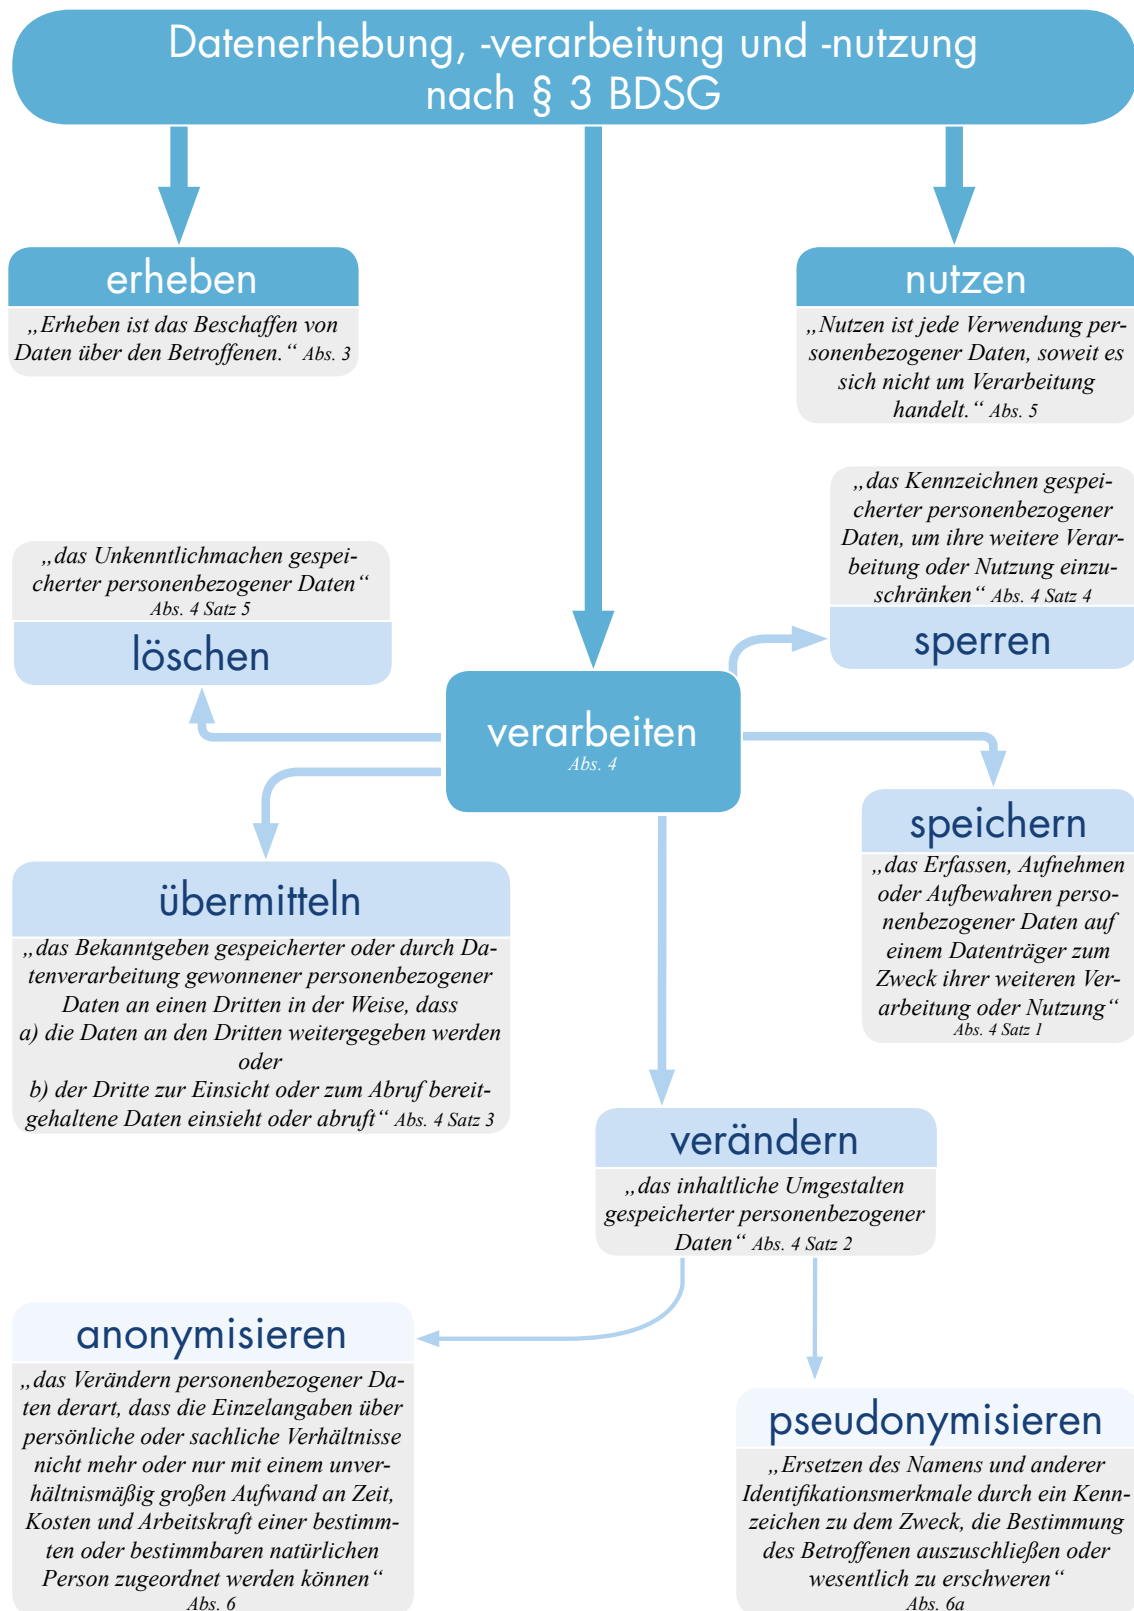 Datenerhebung, -verarbeitung und -nutzung
nach § 3 BDSG
erheben
„Erheben ist das Beschaffen von
Daten über den Betroffenen.“ Abs. 3
nutzen
„Nutzen ist jede Verwendung per-
sonenbezogener Daten, soweit es
sich nicht um Verarbeitung
handelt.“ Abs. 5
„das Kennzeichnen gespei-
cherter personenbezogener
Daten, um ihre weitere Verar-
beitung oder Nutzung einzu-
schränken“ Abs. 4 Satz 4
sperren
„das Unkenntlichmachen gespei-
cherter personenbezogener Daten“
Abs. 4 Satz 5
löschen
verarbeiten
Abs. 4
speichern
„das Erfassen, Aufnehmen
oder Aufbewahren perso-
nenbezogener Daten auf
einem Datenträger zum
Zweck ihrer weiteren Ver-
arbeitung oder Nutzung“
Abs. 4 Satz 1
übermitteln
„das Bekanntgeben gespeicherter oder durch Da-
tenverarbeitung gewonnener personenbezogener
Daten an einen Dritten in der Weise, dass
a) die Daten an den Dritten weitergegeben werden
oder
b) der Dritte zur Einsicht oder zum Abruf bereit-
gehaltene Daten einsieht oder abruft“ Abs. 4 Satz 3
verändern
„das inhaltliche Umgestalten
gespeicherter personenbezogener
Daten“ Abs. 4 Satz 2
anonymisieren
„das Verändern personenbezogener Da-
ten derart, dass die Einzelangaben über
persönliche oder sachliche Verhältnisse
nicht mehr oder nur mit einem unver-
hältnismäßig großen Aufwand an Zeit,
Kosten und Arbeitskraft einer bestimm-
ten oder bestimmbaren natürlichen
Person zugeordnet werden können“
Abs. 6
pseudonymisieren
„Ersetzen des Namens und anderer
Identifikationsmerkmale durch ein Kenn-
zeichen zu dem Zweck, die Bestimmung
des Betroffenen auszuschließen oder
wesentlich zu erschweren“
Abs. 6a